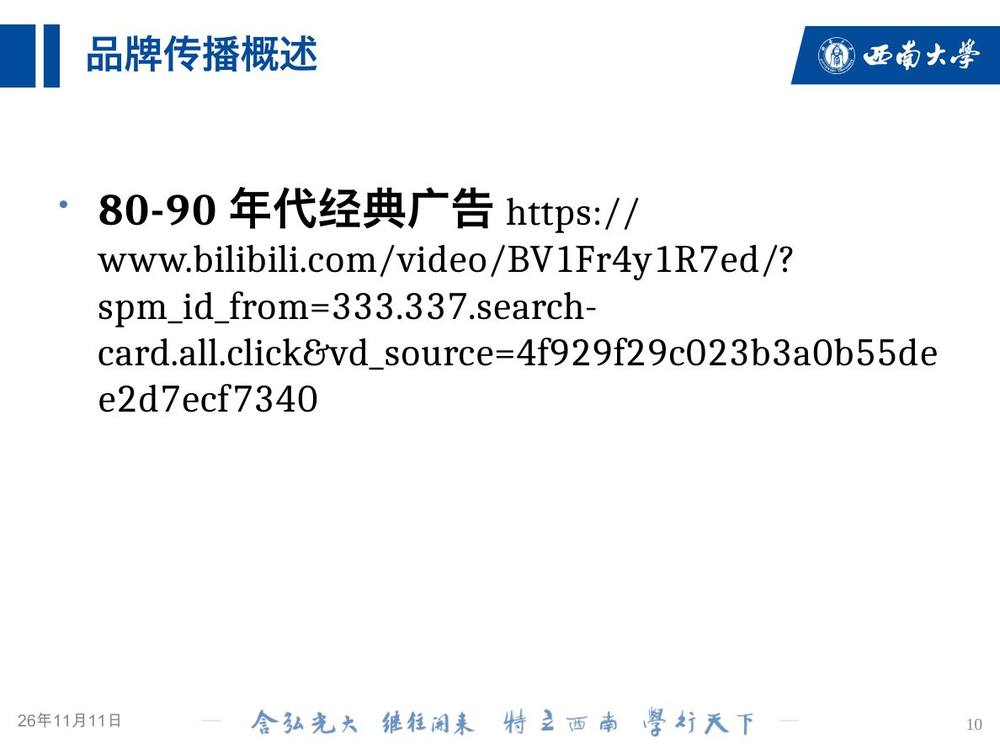 品牌传播概述
西南大學
80-90 年代经典广告 https://
www.bilibili.com/video/BV1Fr4y1R7ed/?
spm_id_from=333.337.search-
card.all.click&vd_source=4f929f29c023b3a0b55de
e2d7ecf7340
26年11月11日
含弘光大 继往开来 特立西南 學行天下
10